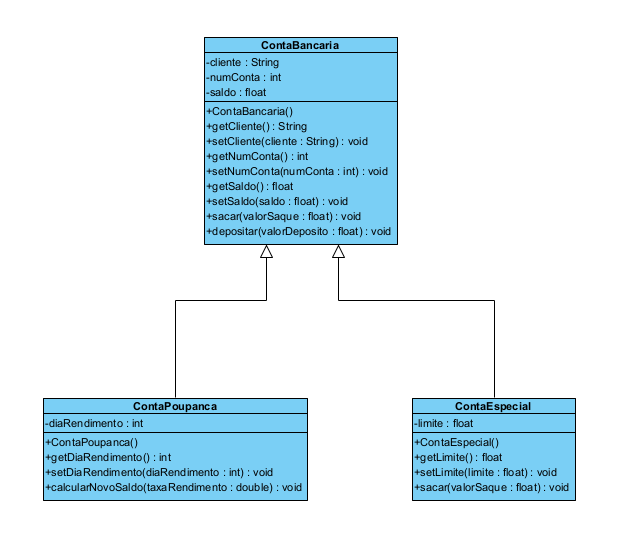 ContaBancaria
-cliente : String
-numConta : int
-saldo : float
+ContaBancaria()
+getCliente() : String
+setCliente(cliente : String) : void
+getNumConta() : int
+setNumConta(numConta : int) : void
+getSaldo() : float
+setSaldo(saldo : float) : void
+sacar(valorSaque : float) : void
+depositar(valorDeposito : float) : void
ContaPoupanca
-diaRendimento : int
+ContaPoupanca()
+getDiaRendimento() : int
+setDiaRendimento(diaRendimento : int) : void
+calcularNovoSaldo(taxaRendimento : double) : void
ContaEspecial
-limite : float
+ContaEspecial()
+getLimite() : float
+setLimite(limite : float) : void
+sacar(valorSaque : float) : void